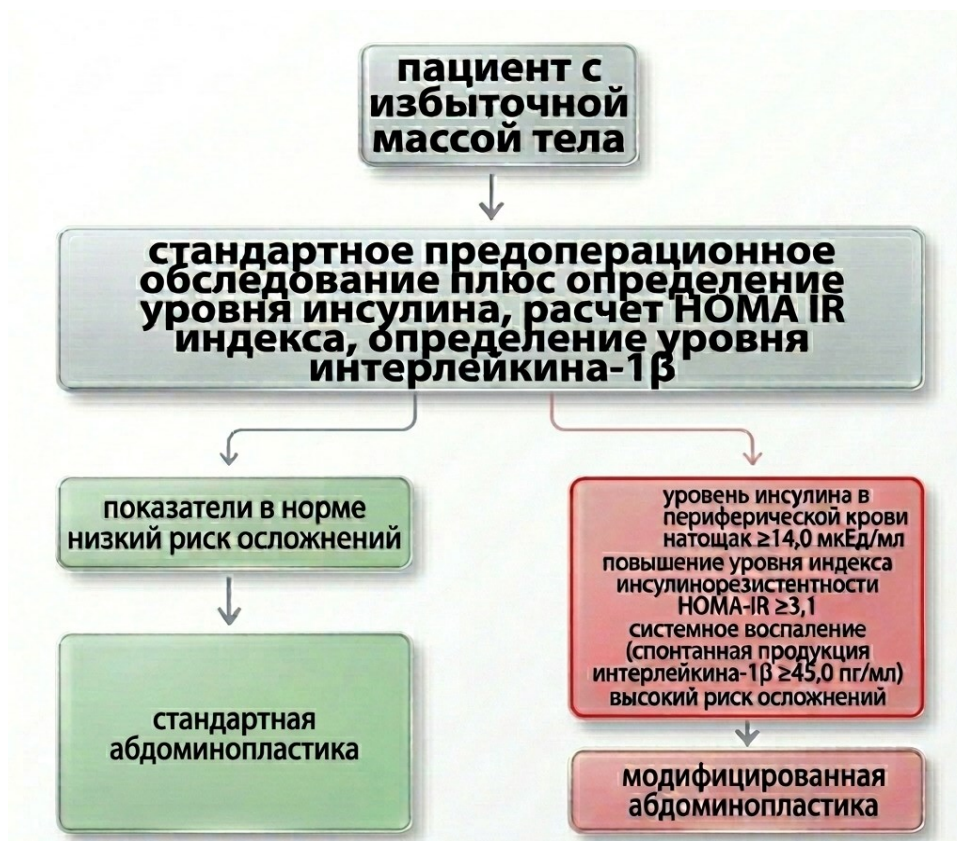 пациент с
избыточной
массой тела
стандартное предоперационное
обследование плюс определение
уровня инсулина, расчет HOMA IR
индекса, определение уровня
интерлейкина-1β
показатели в норме
низкий риск осложнений
стандартная
абдоминопластика
уровень инсулина в
периферической крови
натощак ≥14,0 мкЕд/мл
повышение уровня индекса
инсулинорезистентности
HOMA-IR ≥3,1
системное воспаление
(спонтанная продукция
интерлейкина-1β ≥45,0 пг/мл)
высокий риск осложнений
модифицированная
абдоминопластика